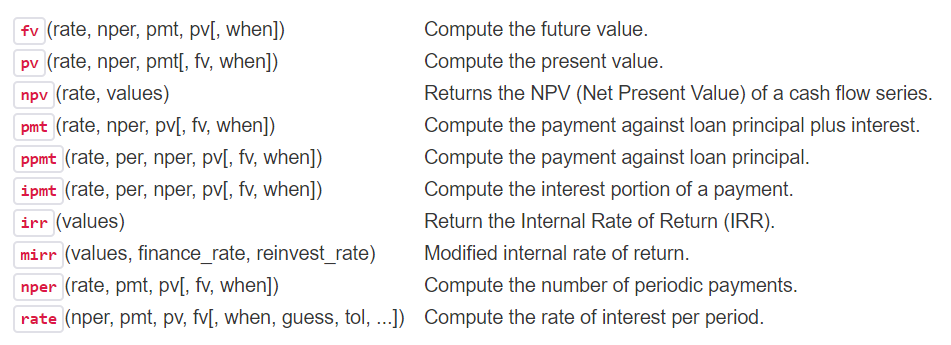 fv (rate, nper, pmt, pv[, when]) Compute the future value.
pv (rate, nper, pmt[, fv, when]) Compute the present value.
npv (rate, values) Returns the NPV (Net Present Value) of a cash flow series.
pmt (rate, nper, pv[, fv, when]) Compute the payment against loan principal plus interest.
ppmt (rate, per, nper, pv[, fv, when]) Compute the payment against loan principal.
ipmt (rate, per, nper, pv[, fv, when]) Compute the interest portion of a payment.
irr (values) Return the Internal Rate of Return (IRR).
mirr (values, finance_rate, reinvest_rate) Modified internal rate of return.
nper (rate, pmt, pv[, fv, when]) Compute the number of periodic payments.
rate (nper, pmt, pv, fv[, when, guess, tol, ...]) Compute the rate of interest per period.